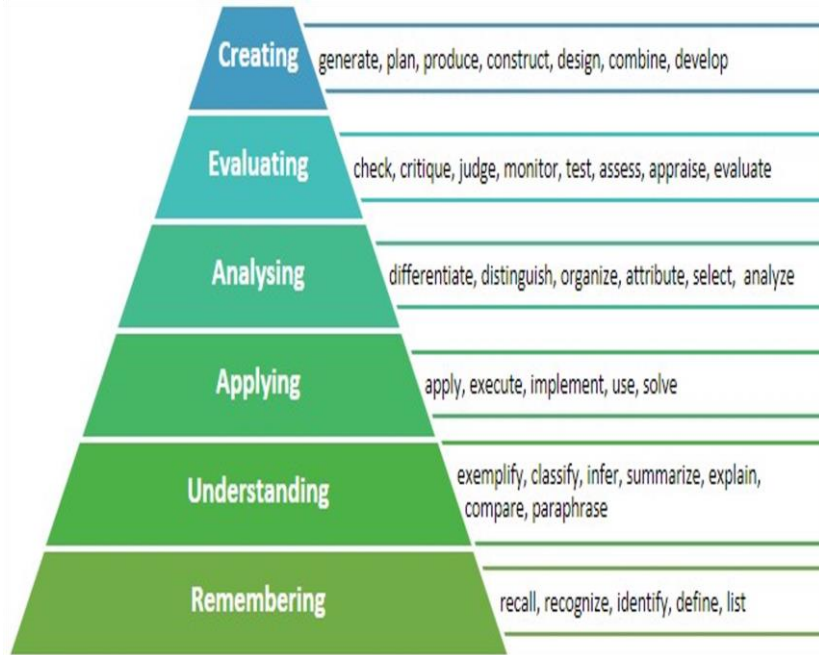 Creating
generate, plan, produce, construct, design, combine, develop
Evaluating
check, critique, judge, monitor, test, assess, appraise, evaluate
Analysing
differentiate, distinguish, organize, attribute, select, analyze
Applying
apply, execute, implement, use, solve
Understanding
exemplify, classify, infer, summarize, explain,
compare, paraphrase
Remembering
recall, recognize, identify, define, list